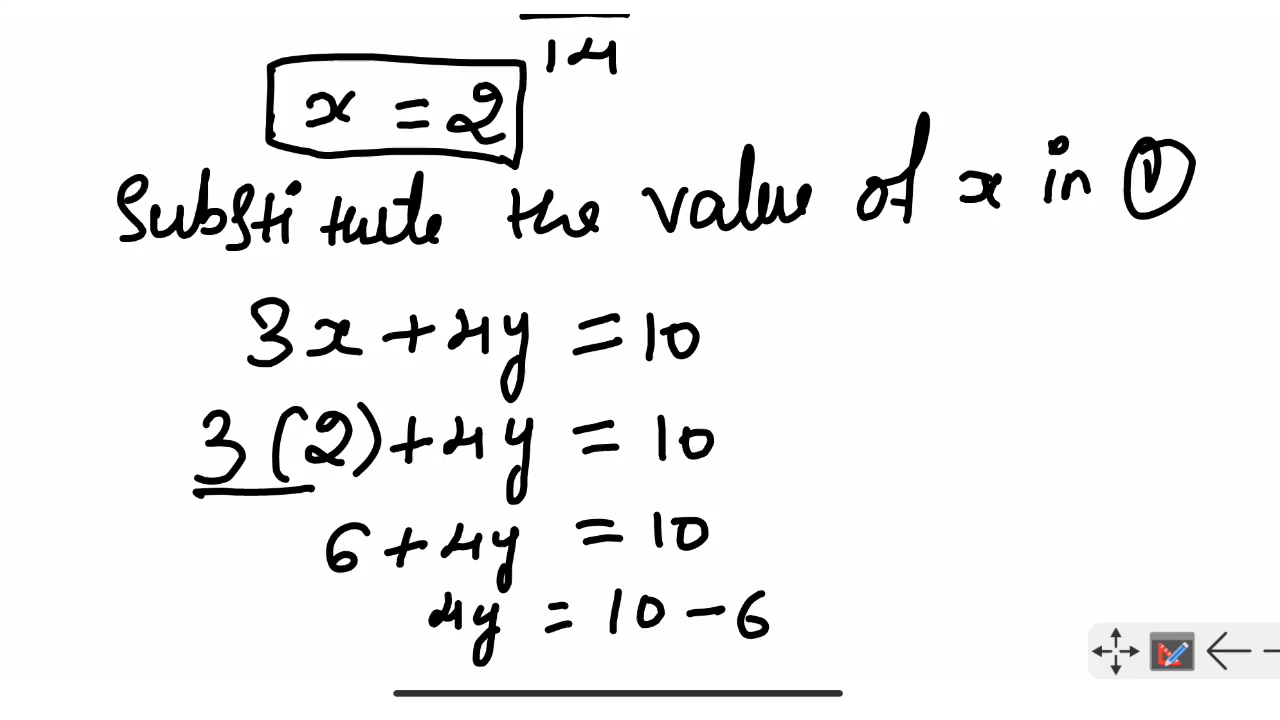 14
x = 2
Substitute the value of x in ①
3x + 4y = 10
3(2) + 4y = 10
6 + 4y = 10
4y = 10 - 6